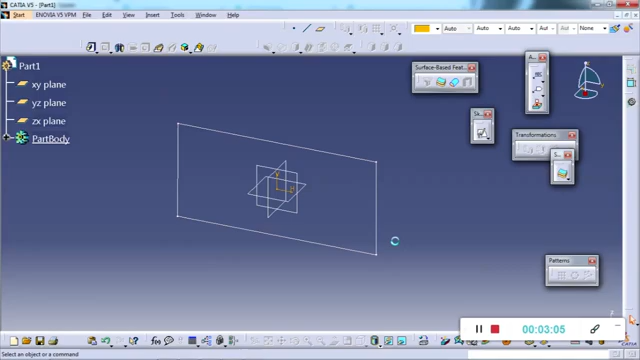 CATIA V5 - [Part1]
Start ENOVIA V5 VPM File Edit View Insert Tools Window Help
Auto Auto Auto None
Part1
xy plane
yz plane
zx plane
PartBody
Surface-Based Feat
A...
Sk
Transformations
S...
Patterns
00:03:05
Select an object or a command